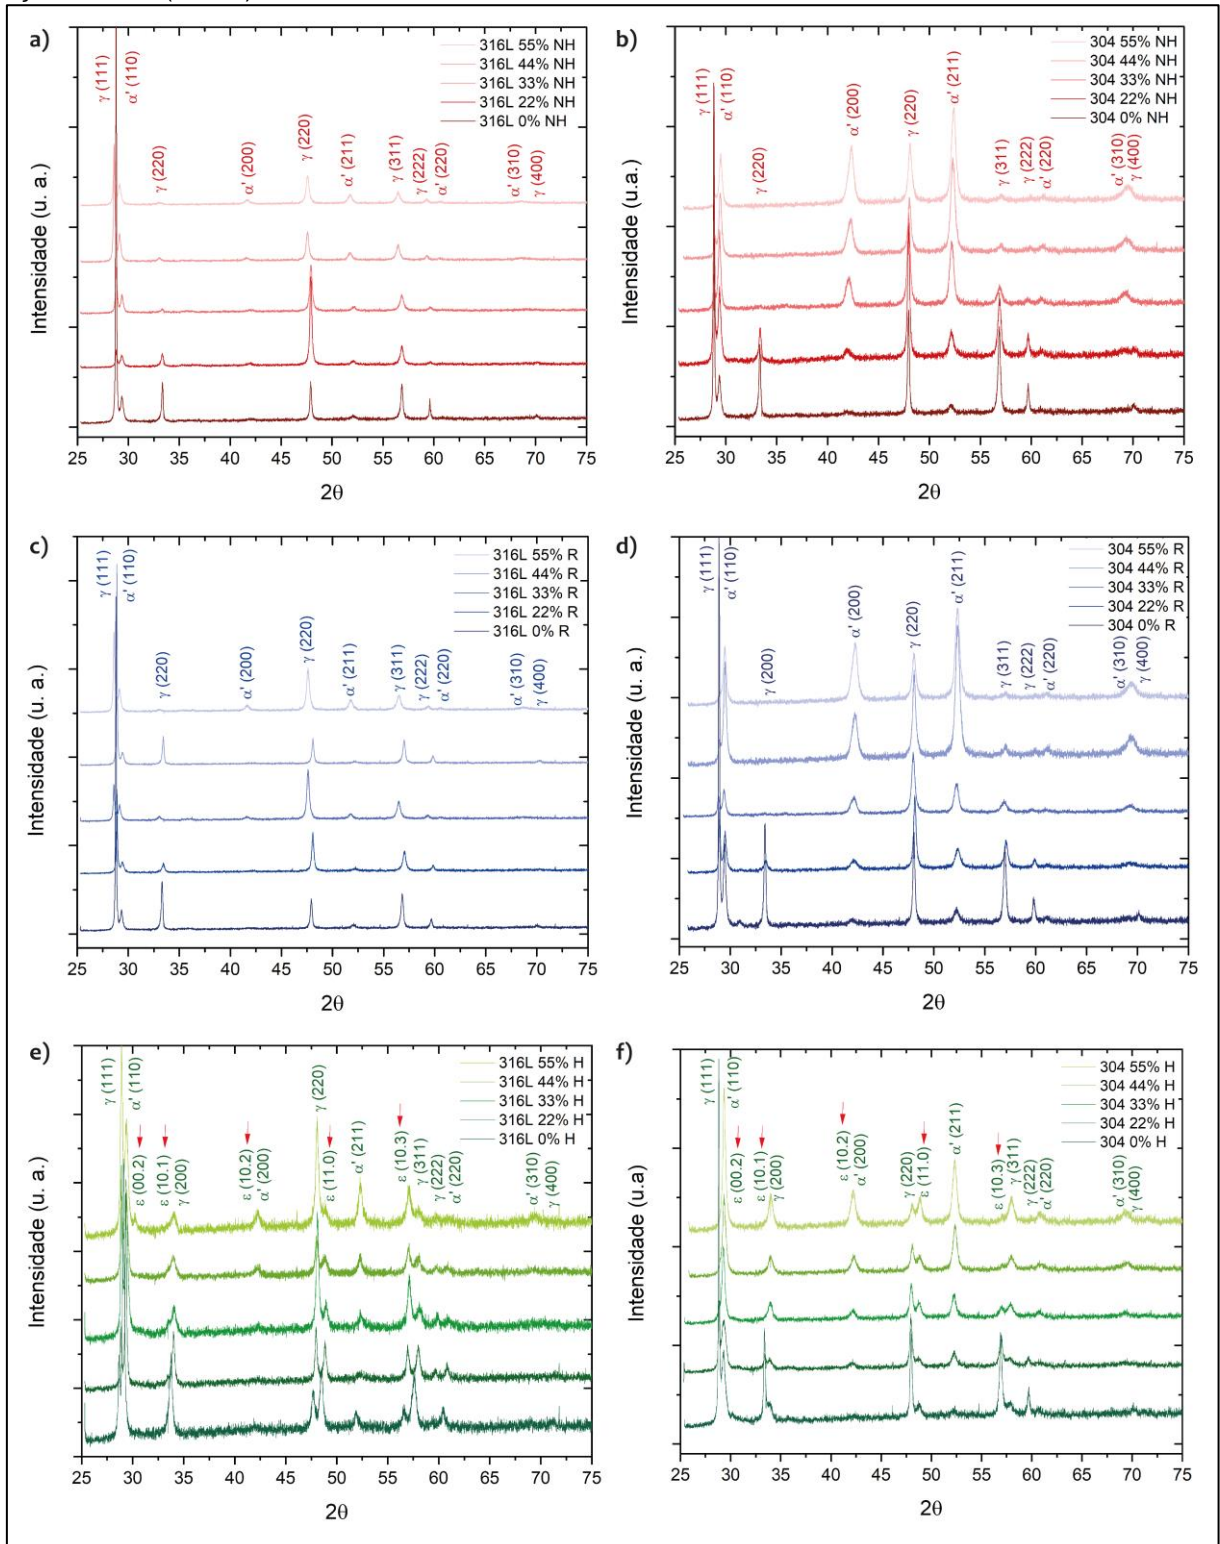 a)
316L 55% NH
316L 44% NH
316L 33% NH
316L 22% NH
316L 0% NH
γ (111)
α' (110)
γ (220)
α' (200)
γ (220)
α' (211)
γ (311)
γ (222)
α' (220)
α' (310)
γ (400)
Intensidade (u. a.)
25 30 35 40 45 50 55 60 65 70 75
2θ
b)
304 55% NH
304 44% NH
304 33% NH
304 22% NH
304 0% NH
γ (111)
α' (110)
γ (220)
α' (200)
γ (220)
α' (211)
γ (311)
γ (222)
α' (220)
α' (310)
γ (400)
Intensidade (u.a.)
25 30 35 40 45 50 55 60 65 70 75
2θ
c)
316L 55% R
316L 44% R
316L 33% R
316L 22% R
316L 0% R
γ (111)
α' (110)
γ (220)
α' (200)
γ (220)
α' (211)
γ (311)
γ (222)
α' (220)
α' (310)
γ (400)
Intensidade (u. a.)
25 30 35 40 45 50 55 60 65 70 75
2θ
d)
304 55% R
304 44% R
304 33% R
304 22% R
304 0% R
γ (111)
α' (110)
γ (200)
α' (200)
γ (220)
α' (211)
γ (311)
γ (222)
α' (220)
α' (310)
γ (400)
Intensidade (u. a.)
25 30 35 40 45 50 55 60 65 70 75
2θ
e)
316L 55% H
316L 44% H
316L 33% H
316L 22% H
316L 0% H
γ (111)
α' (110)
ε (00.2)
ε (10.1)
γ (200)
ε (10.2)
α' (200)
γ (220)
ε (11.0)
α' (211)
ε (10.3)
γ (311)
γ (222)
α' (220)
α' (310)
γ (400)
Intensidade (u. a.)
25 30 35 40 45 50 55 60 65 70 75
2θ
f)
304 55% H
304 44% H
304 33% H
304 22% H
304 0% H
γ (111)
α' (110)
ε (00.2)
ε (10.1)
γ (200)
ε (10.2)
α' (200)
γ (220)
ε (11.0)
α' (211)
ε (10.3)
γ (311)
γ (222)
α' (220)
α' (310)
γ (400)
Intensidade (u.a)
25 30 35 40 45 50 55 60 65 70 75
2θ